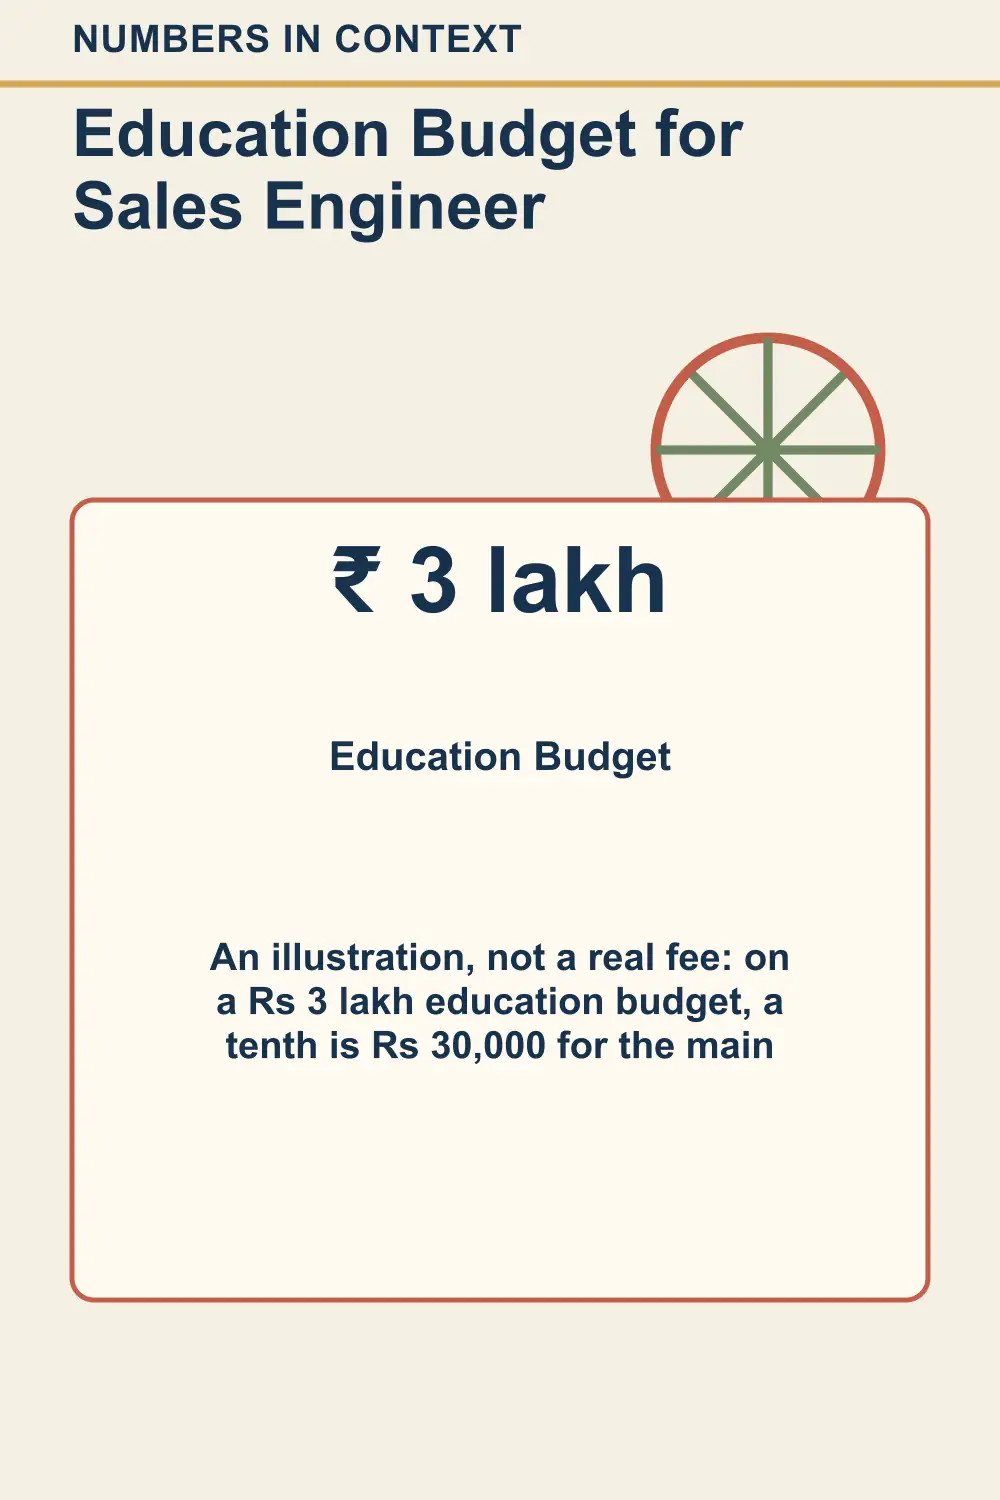 NUMBERS IN CONTEXT
Education Budget for
Sales Engineer
₹ 3 lakh
Education Budget
An illustration, not a real fee: on
a Rs 3 lakh education budget, a
tenth is Rs 30,000 for the main